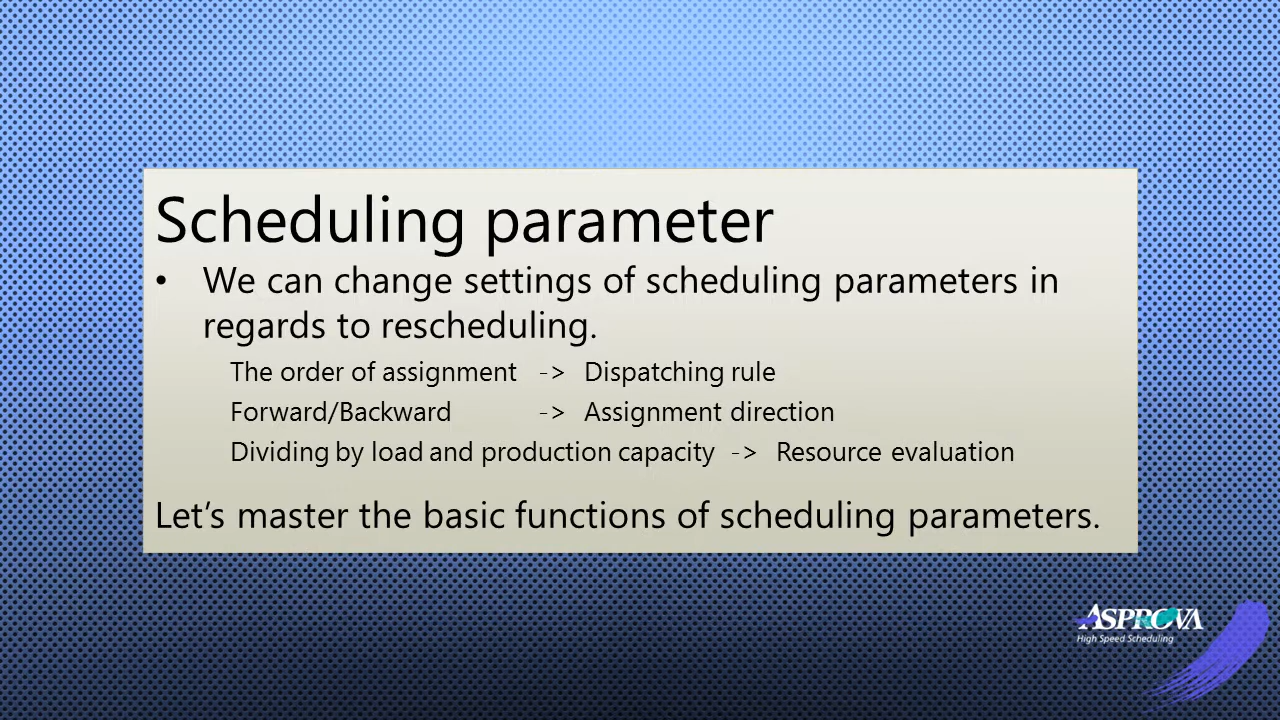 Scheduling parameter
• We can change settings of scheduling parameters in
regards to rescheduling.
The order of assignment -> Dispatching rule
Forward/Backward -> Assignment direction
Dividing by load and production capacity -> Resource evaluation
Let’s master the basic functions of scheduling parameters.
ASPROVA
High Speed Scheduling